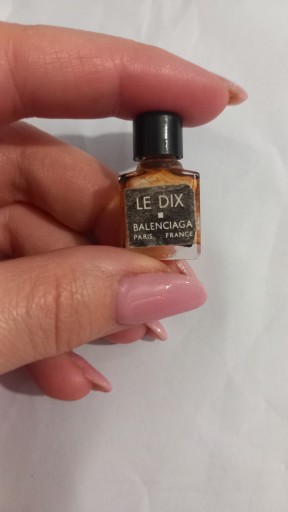 LE DIX
BALENCIAGA
PARIS FRANCE